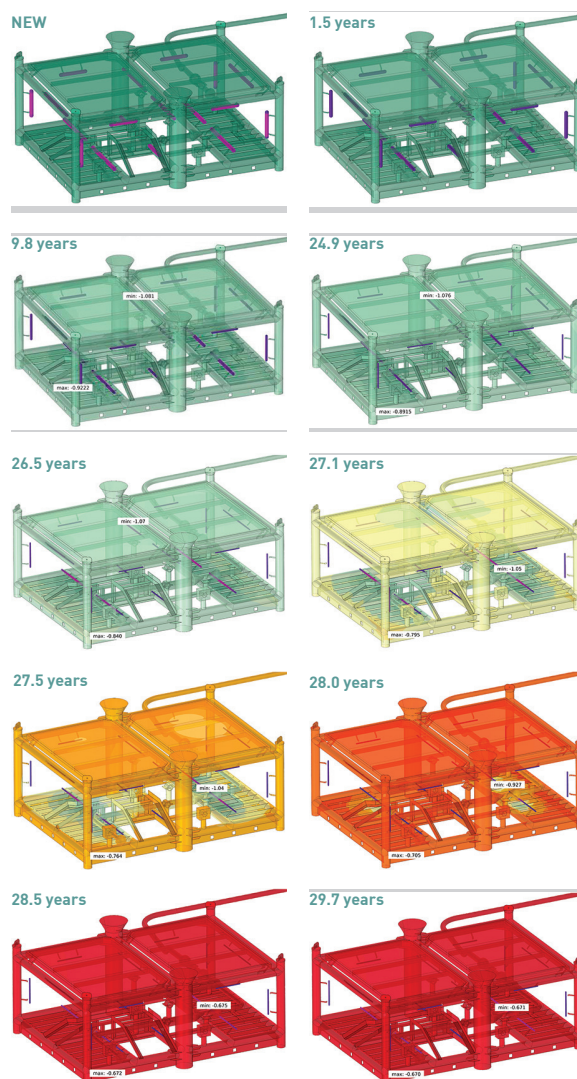 NEW
1.5 years
9.8 years
min: -1.081
max: -0.9222
24.9 years
min: -1.076
max: -0.8915
26.5 years
min: -1.07
max: -0.840
27.1 years
min: -1.05
max: -0.795
27.5 years
min: -1.04
max: -0.764
28.0 years
min: -0.927
max: -0.705
28.5 years
min: -0.675
max: -0.672
29.7 years
min: -0.671
max: -0.670